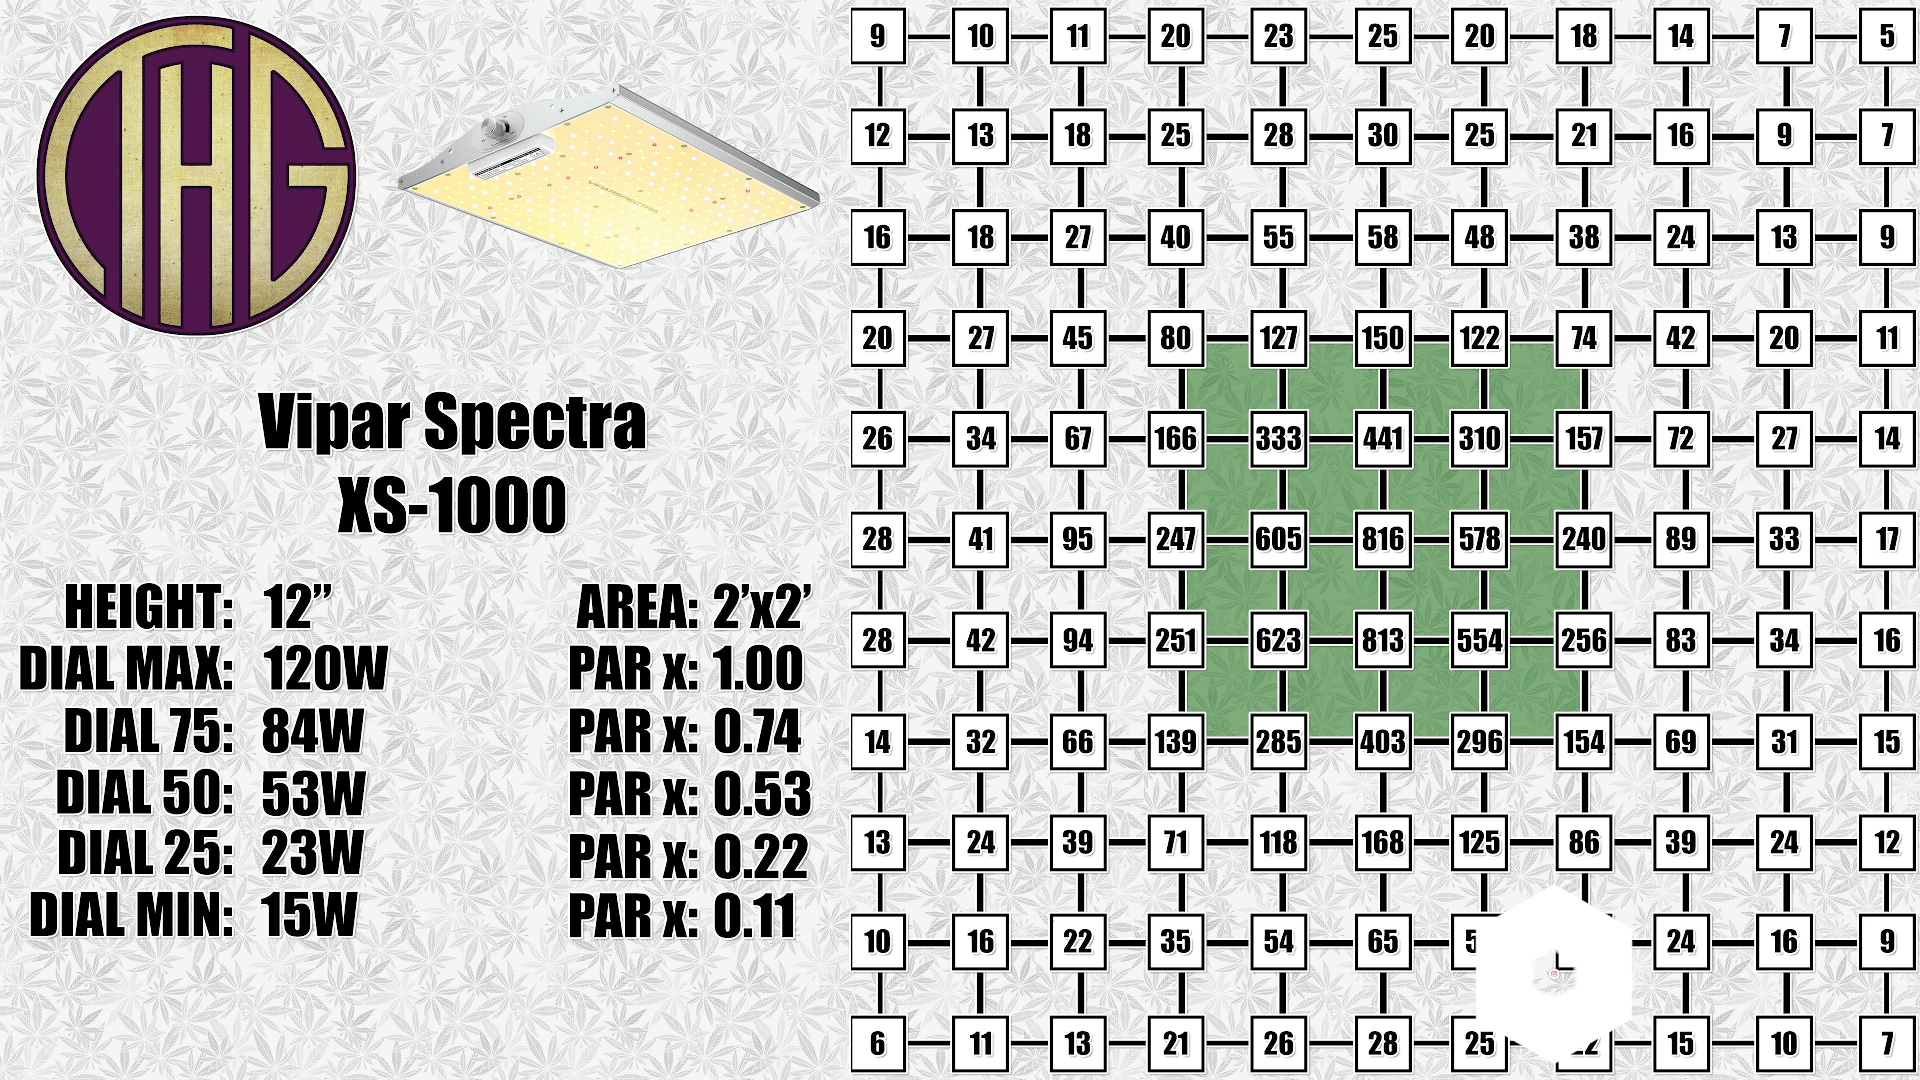 THG
Vipar Spectra
XS-1000
HEIGHT: 12” AREA: 2’x2’
DIAL MAX: 120W PAR x: 1.00
DIAL 75: 84W PAR x: 0.74
DIAL 50: 53W PAR x: 0.53
DIAL 25: 23W PAR x: 0.22
DIAL MIN: 15W PAR x: 0.11
9 10 11 20 23 25 20 18 14 7 5
12 13 18 25 28 30 25 21 16 9 7
16 18 27 40 55 58 48 38 24 13 9
20 27 45 80 127 150 122 74 42 20 11
26 34 67 166 333 441 310 157 72 27 14
28 41 95 247 605 816 578 240 89 33 17
28 42 94 251 623 813 554 256 83 34 16
14 32 66 139 285 403 296 154 69 31 15
13 24 39 71 118 168 125 86 39 24 12
10 16 22 35 54 65 24 16 9
6 11 13 21 26 28 25 15 10 7